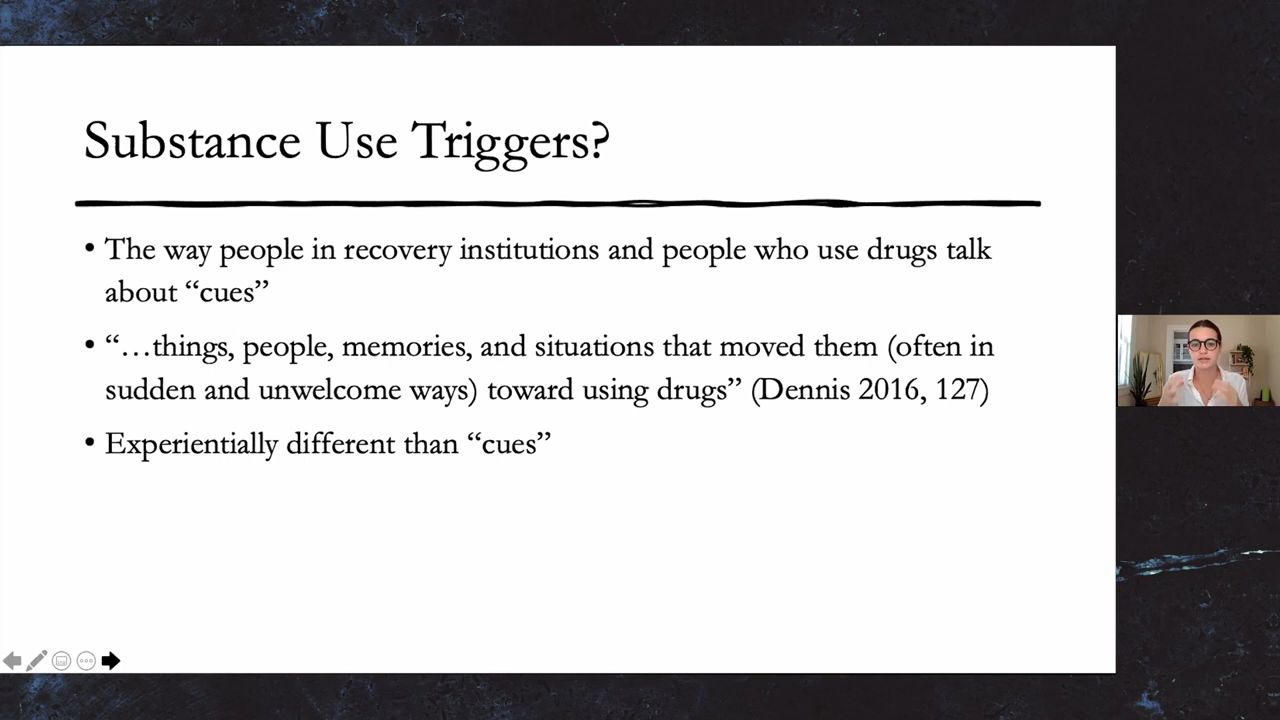 Substance Use Triggers?
• The way people in recovery institutions and people who use drugs talk
about “cues”
• “…things, people, memories, and situations that moved them (often in
sudden and unwelcome ways) toward using drugs” (Dennis 2016, 127)
• Experientially different than “cues”